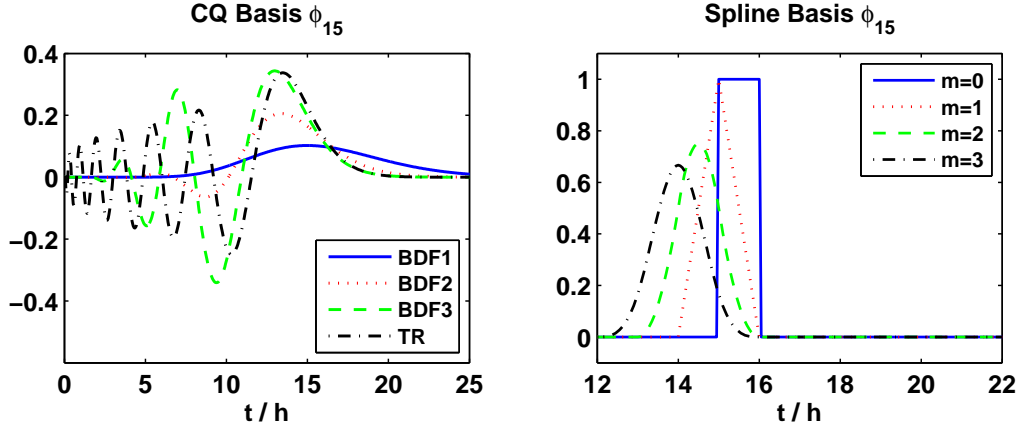 CQ Basis ϕ15
0.4
0.2
0
−0.2
−0.4
0
5
10
15
20
25
t / h
BDF1
BDF2
BDF3
TR
Spline Basis ϕ15
1
0.8
0.6
0.4
0.2
0
12
14
16
18
20
22
t / h
m=0
m=1
m=2
m=3